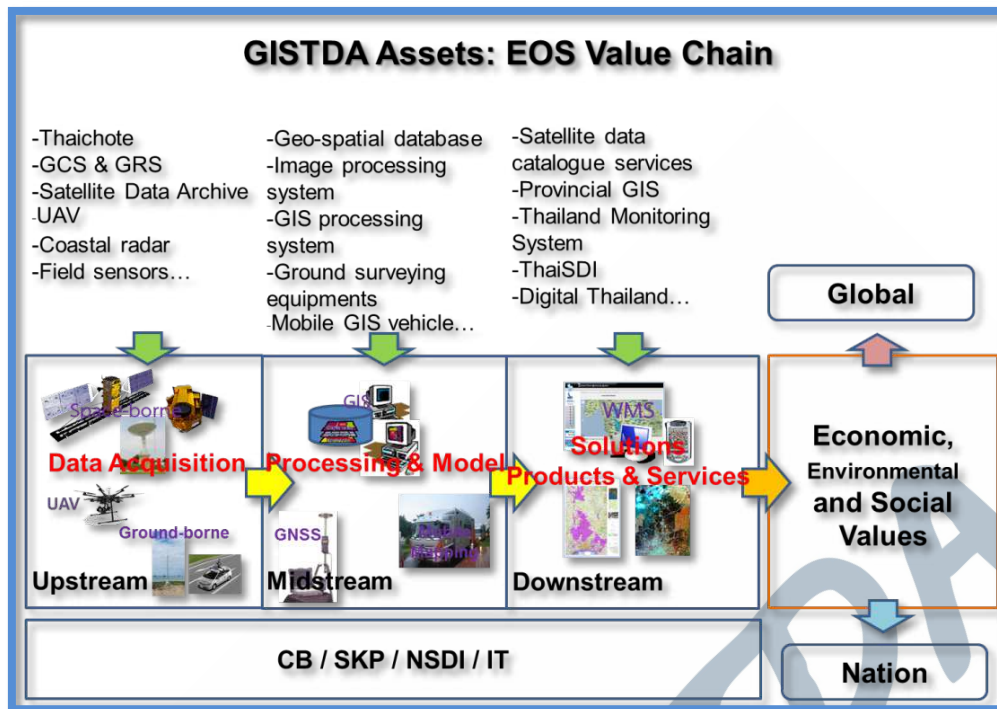 GISTDA Assets: EOS Value Chain
-Thaichote
-GCS & GRS
-Satellite Data Archive
-UAV
-Coastal radar
-Field sensors…
-Geo-spatial database
-Image processing
system
-GIS processing
system
-Ground surveying
equipments
-Mobile GIS vehicle…
-Satellite data
catalogue services
-Provincial GIS
-Thailand Monitoring
System
-ThaiSDI
-Digital Thailand…
Space-borne
Data Acquisition
UAV
Ground-borne
Upstream
GIS
Processing & Model
GNSS
Mobile
Mapping
Midstream
WMS
Solutions
Products & Services
Downstream
Global
Economic,
Environmental
and Social
Values
Nation
CB / SKP / NSDI / IT
DA